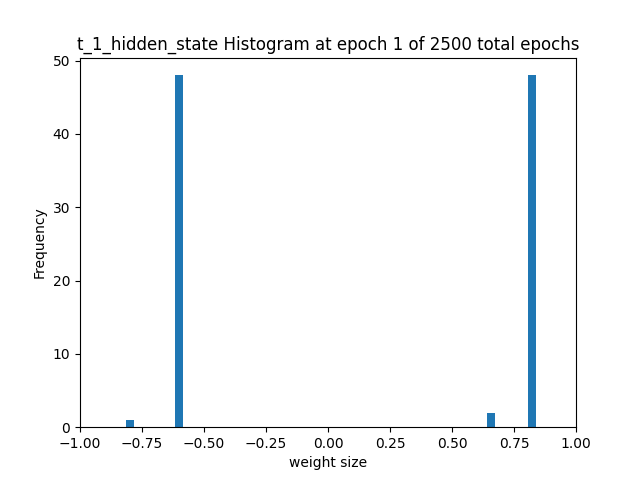 t_1_hidden_state Histogram at epoch 1 of 2500 total epochs
50
40
30
20
10
0
Frequency
−1.00 −0.75 −0.50 −0.25 0.00 0.25 0.50 0.75 1.00
weight size